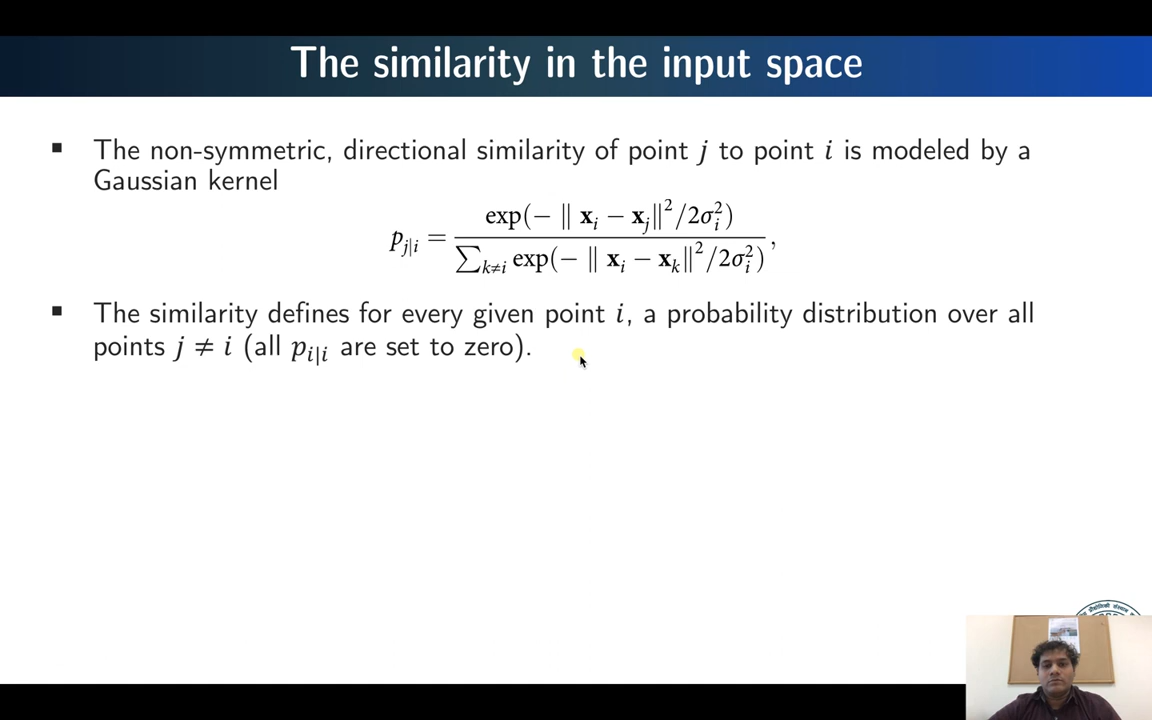 The similarity in the input space
▪ The non-symmetric, directional similarity of point j to point i is modeled by a
Gaussian kernel
p_{j|i} = \frac{exp(− ∥ x_i − x_j∥^2/2σ_i^2)}{∑_{k≠i} exp(− ∥ x_i − x_k∥^2/2σ_i^2)},
▪ The similarity defines for every given point i, a probability distribution over all
points j ≠ i (all p_{i|i} are set to zero).